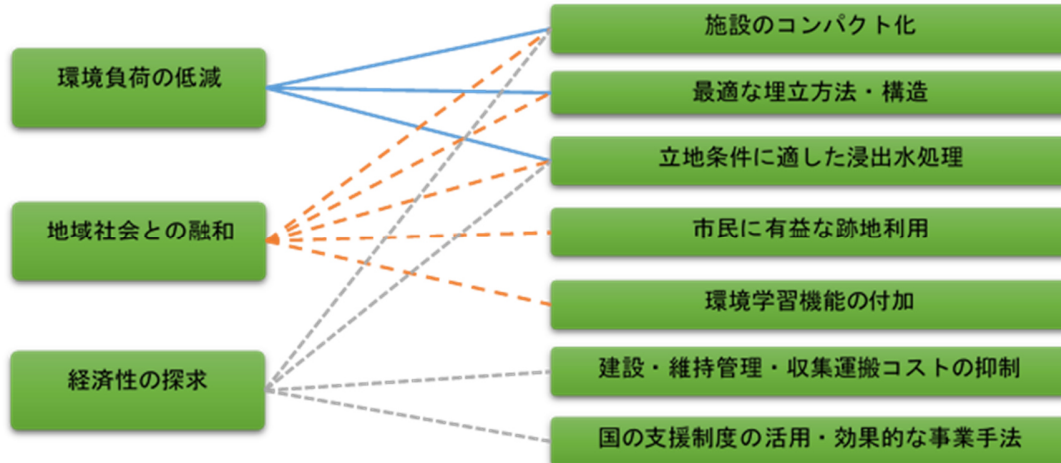 環境負荷の低減
地域社会との融和
経済性の探求
施設のコンパクト化
最適な埋立方法・構造
立地条件に適した浸出水処理
市民に有益な跡地利用
環境学習機能の付加
建設・維持管理・収集運搬コストの抑制
国の支援制度の活用・効果的な事業手法